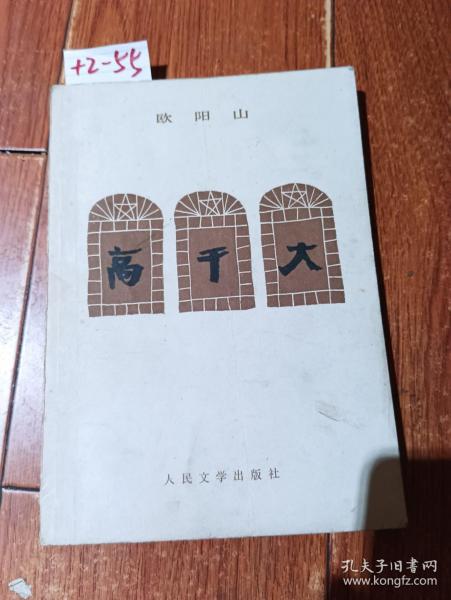 +2-55
欧阳山
高干大
人民文学出版社
孔夫子旧书网
www.kongfz.com